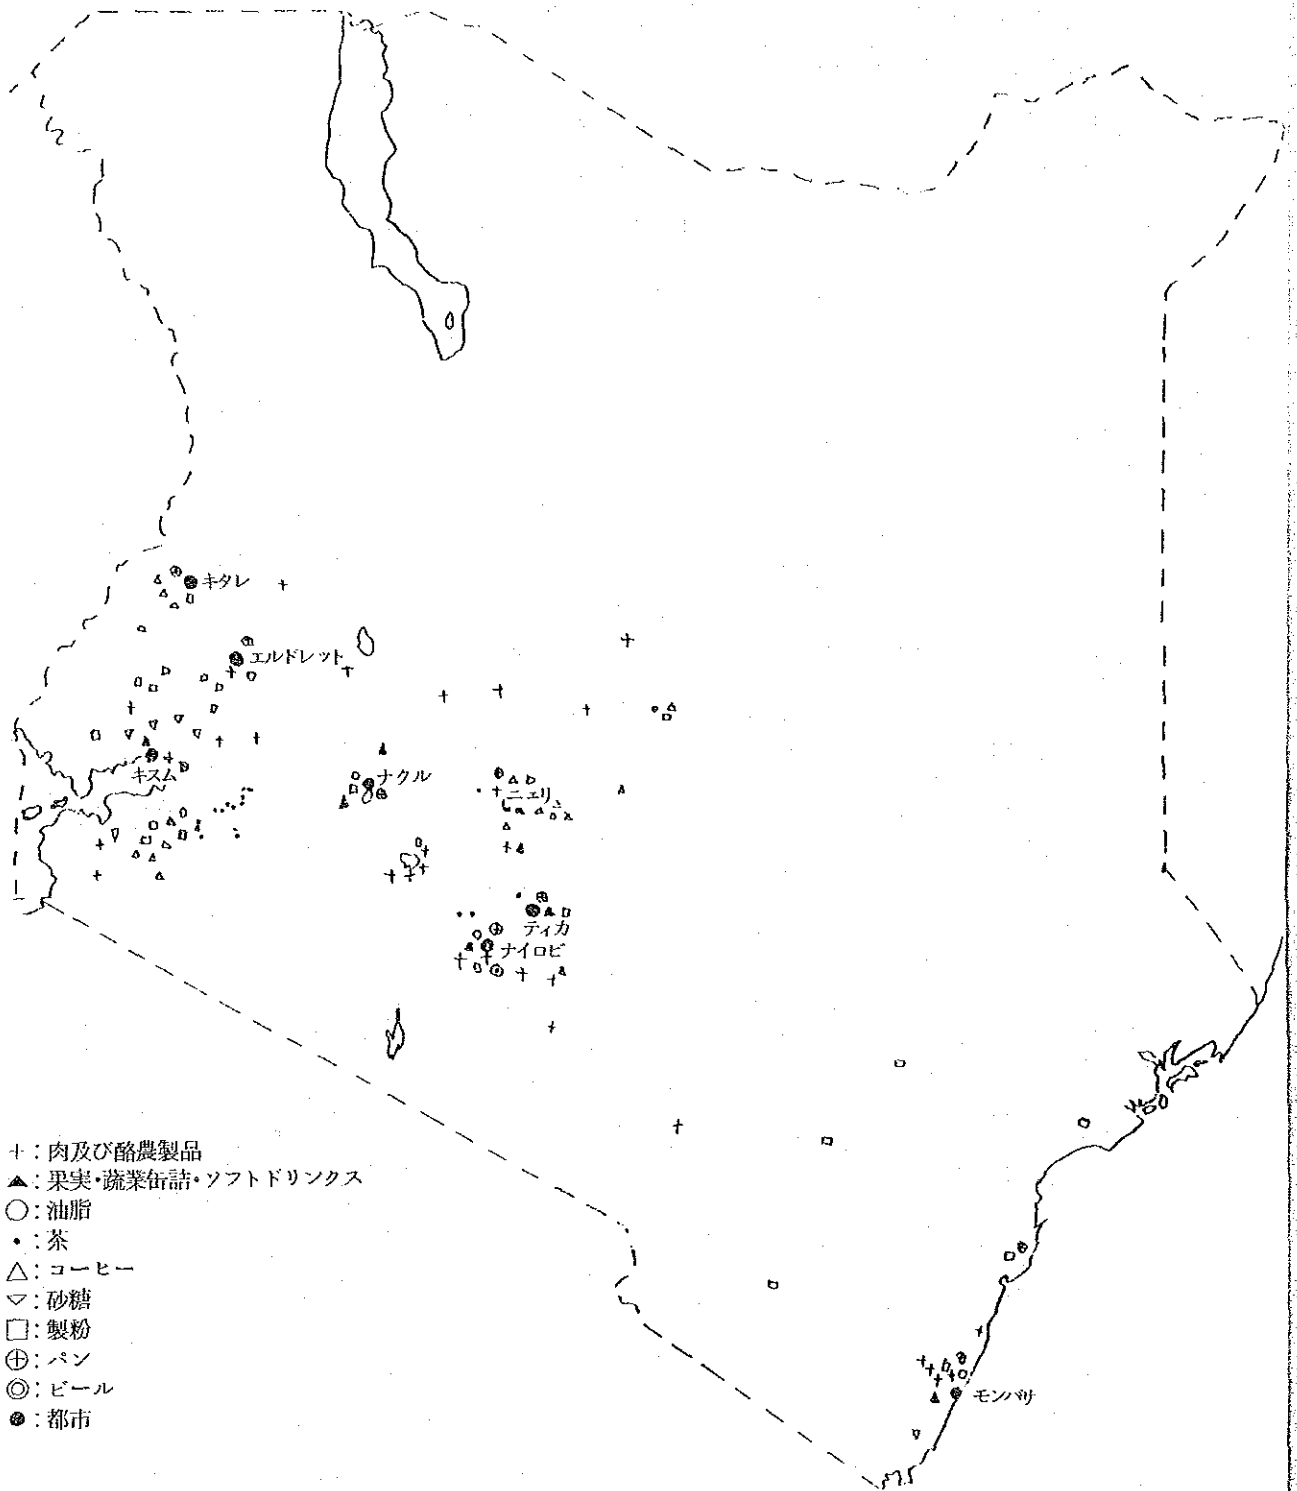 キタレ
エルドレット
キスム
ナクル
ニェリ
ティカ
ナイロビ
モンバサ
+：肉及び酪農製品
▲：果実・蔬業缶詰・ソフトドリンクス
○：油脂
・：茶
△：コーヒー
▽：砂糖
□：製粉
⊕：パン
◎：ビール
●：都市